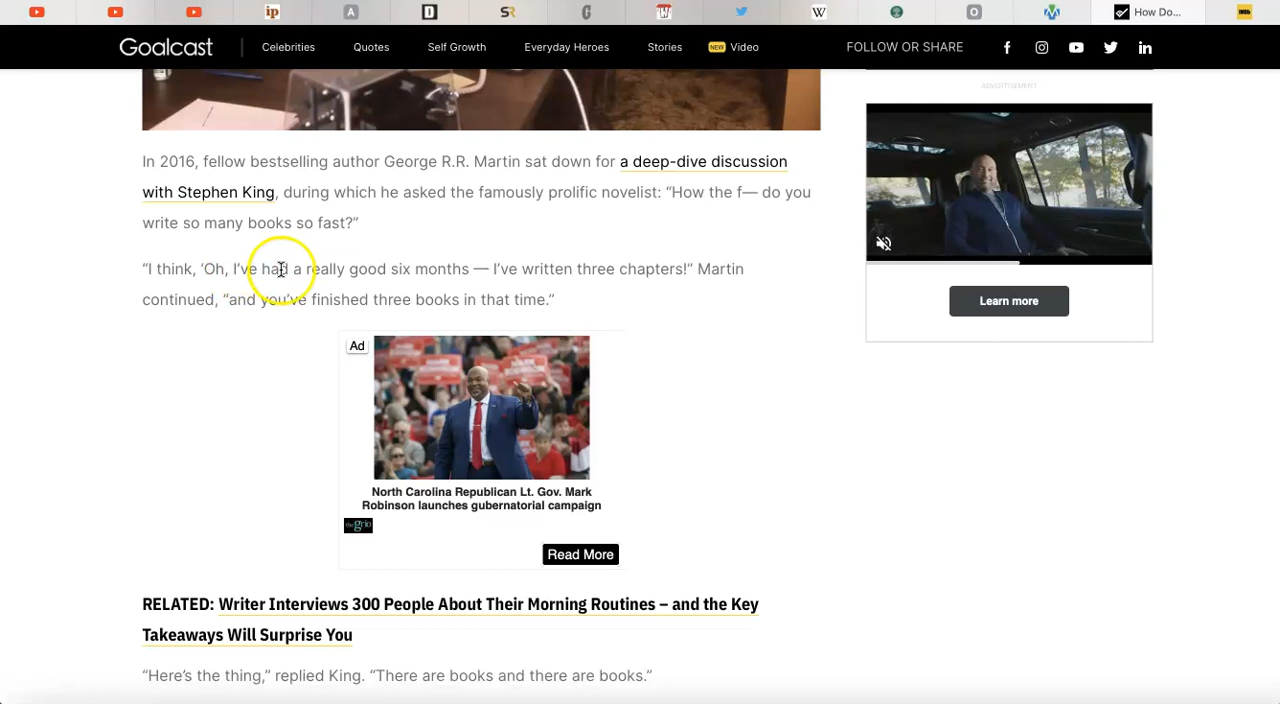 How Do...
Goalcast
Celebrities
Quotes
Self Growth
Everyday Heroes
Stories
NEW Video
FOLLOW OR SHARE
ADVERTISEMENT
In 2016, fellow bestselling author George R.R. Martin sat down for a deep-dive discussion
with Stephen King, during which he asked the famously prolific novelist: “How the f— do you
write so many books so fast?”
“I think, ‘Oh, I’ve had a really good six months — I’ve written three chapters!” Martin
continued, “and you’ve finished three books in that time.”
Learn more
Ad
North Carolina Republican Lt. Gov. Mark
Robinson launches gubernatorial campaign
the grio
Read More
RELATED: Writer Interviews 300 People About Their Morning Routines – and the Key
Takeaways Will Surprise You
“Here’s the thing,” replied King. “There are books and there are books.”